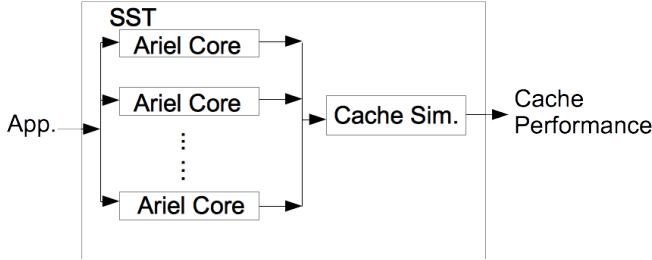 SST
Ariel Core
Ariel Core
App.
Cache Sim.
Cache
Performance
Ariel Core